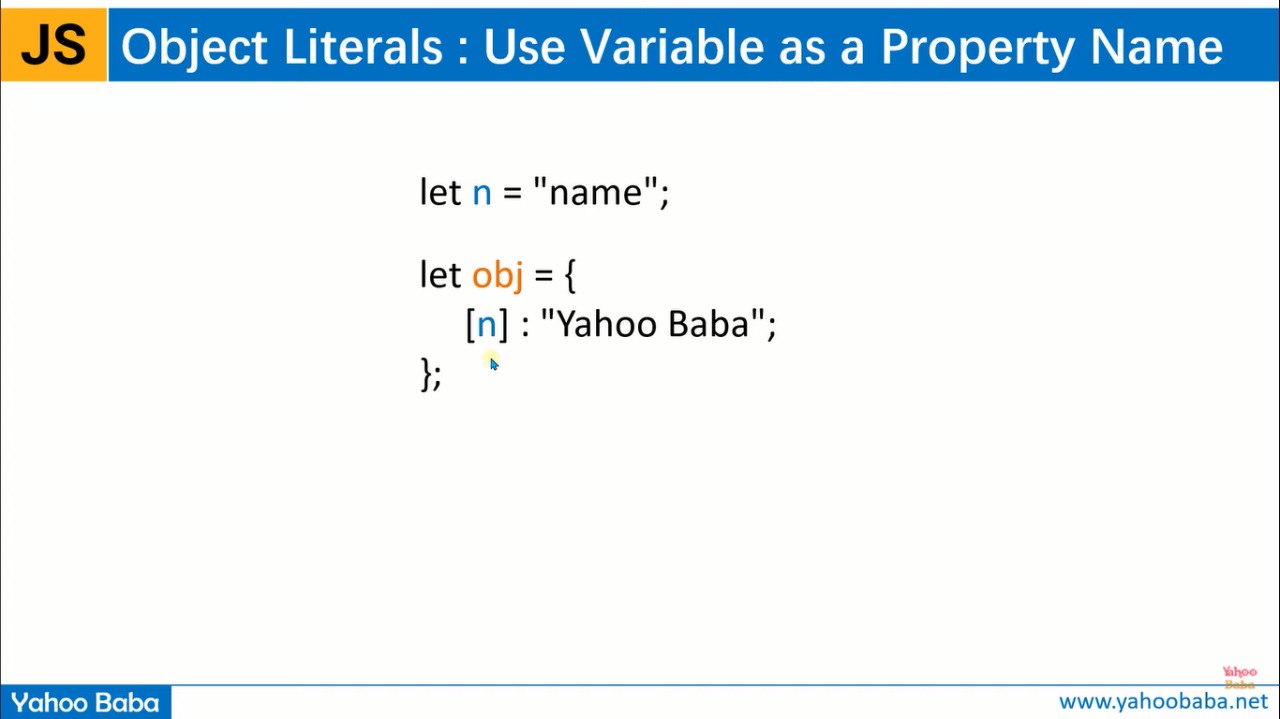 JS
Object Literals : Use Variable as a Property Name
let n = "name";
let obj = {
[n] : "Yahoo Baba";
};
Yahoo
Baba
Yahoo Baba
www.yahoobaba.net